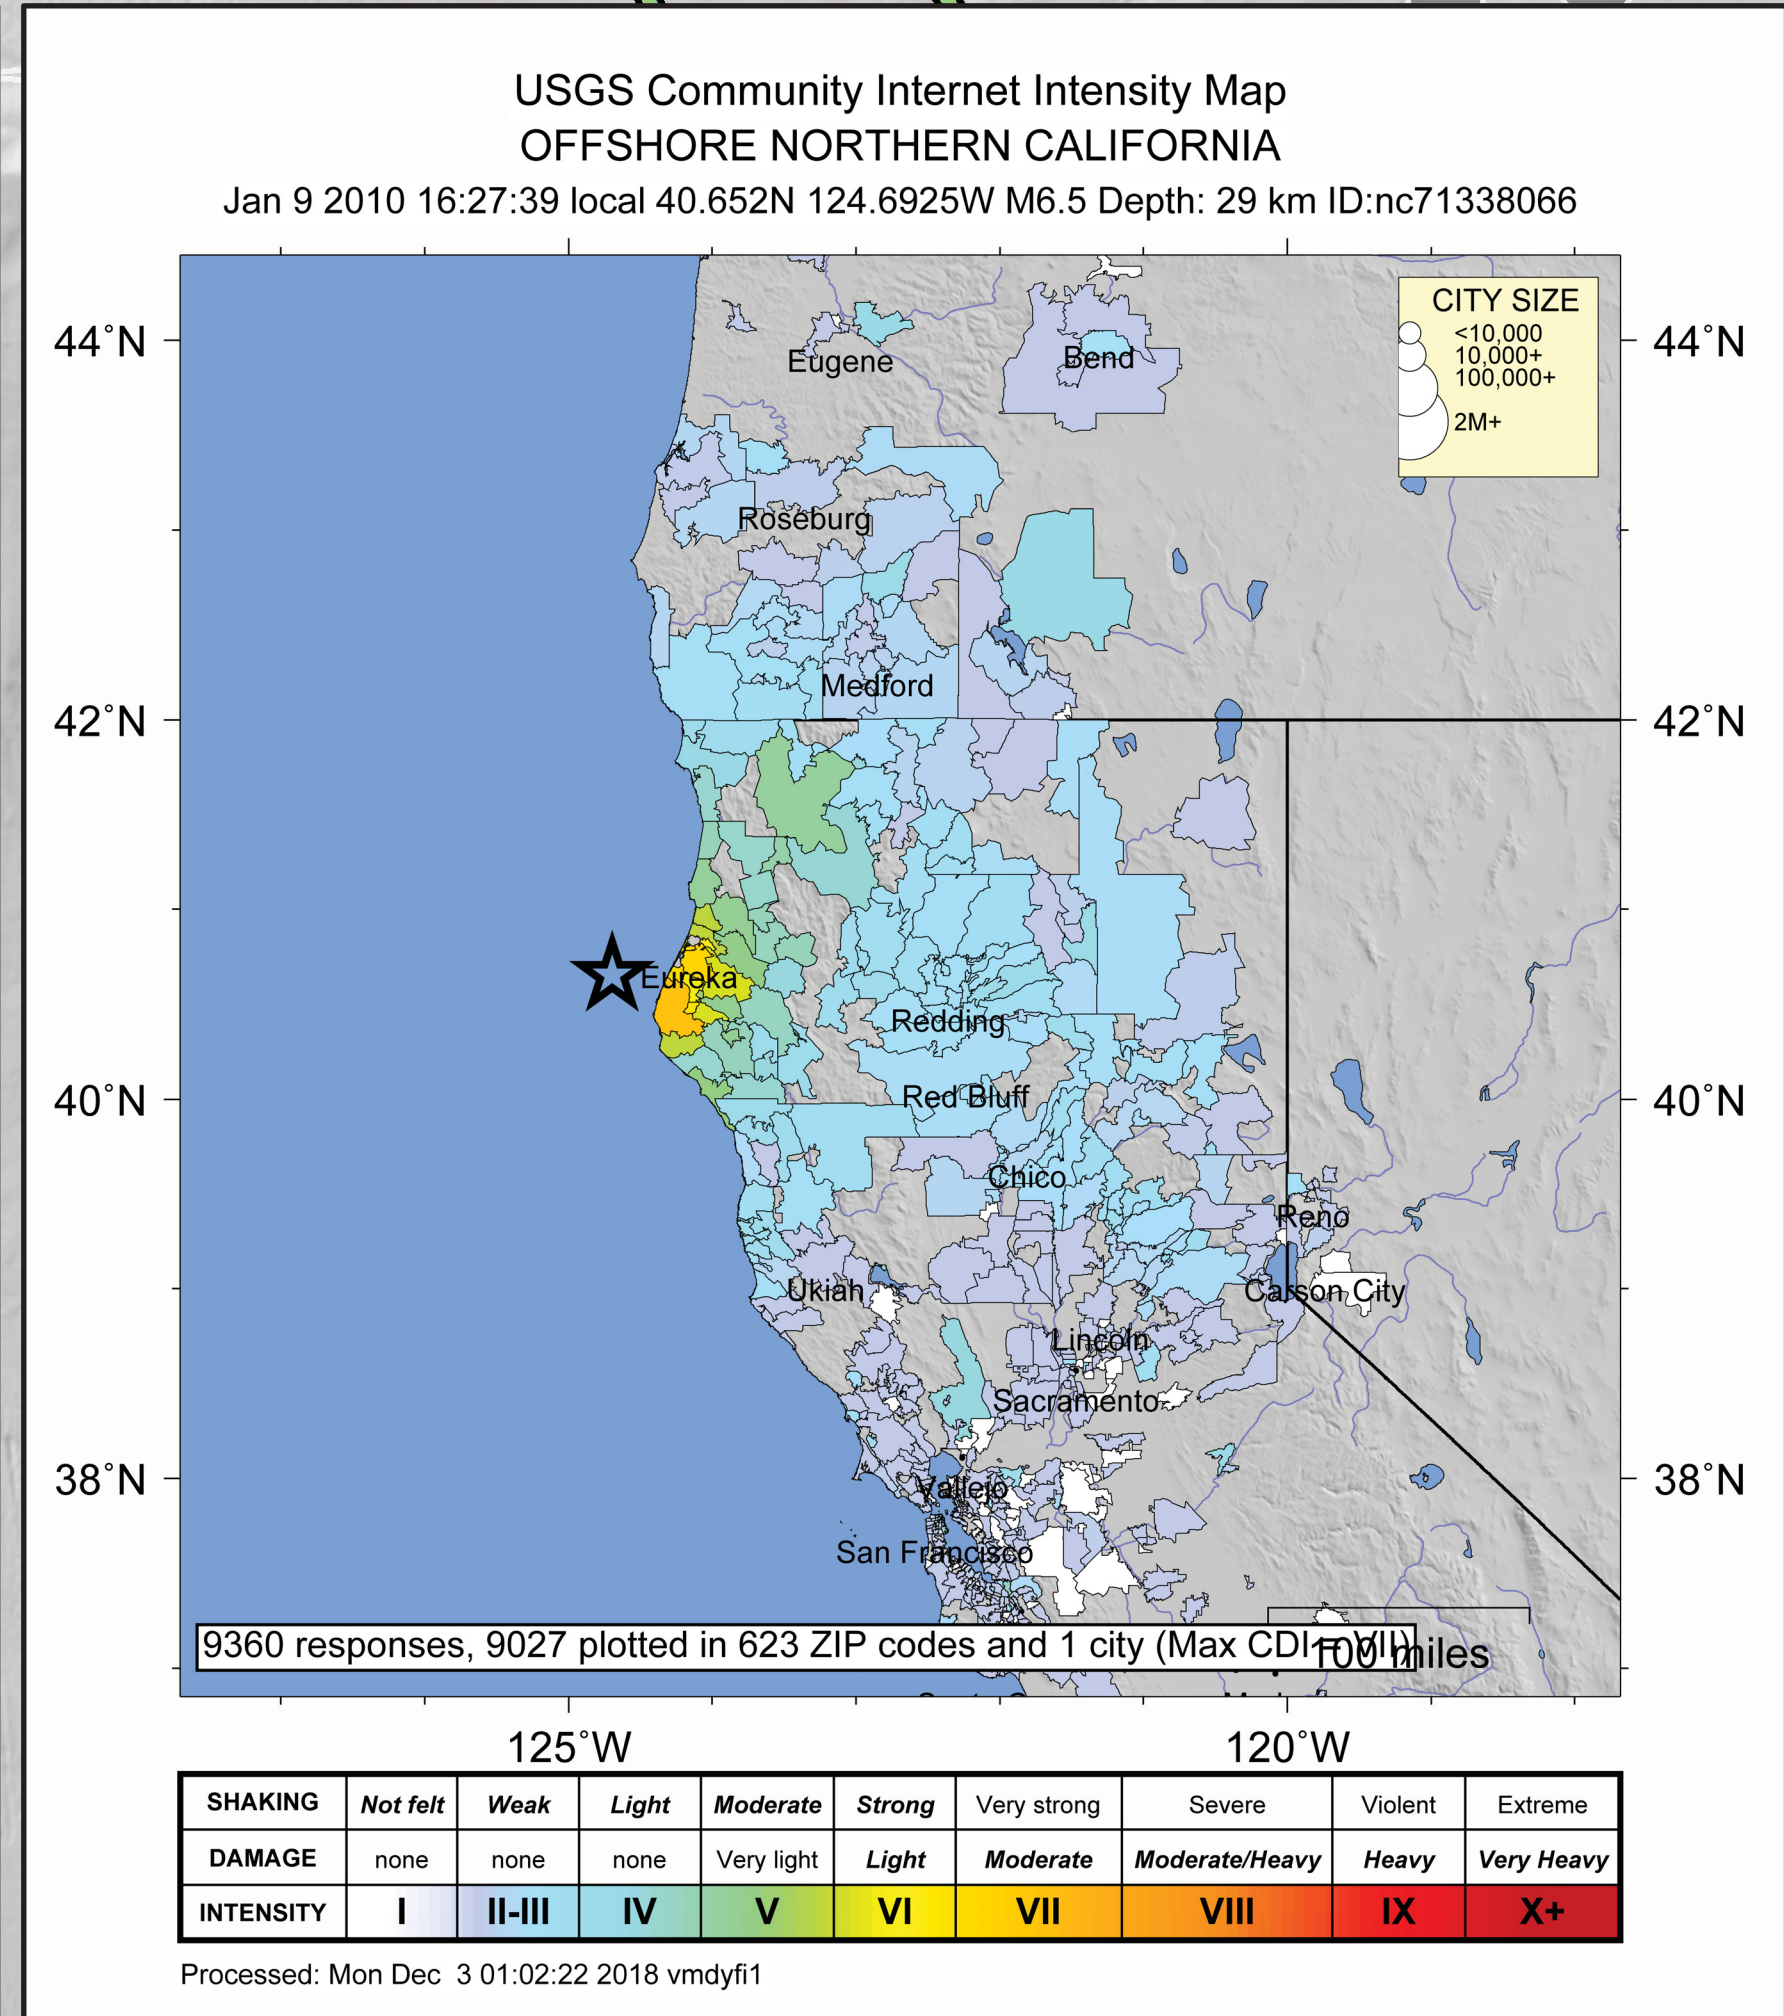 USGS Community Internet Intensity Map
OFFSHORE NORTHERN CALIFORNIA
Jan 9 2010 16:27:39 local 40.652N 124.6925W M6.5 Depth: 29 km ID:nc71338066
CITY SIZE
<10,000
10,000+
100,000+
2M+
44˚N
44˚N
Eugene
Bend
Roseburg
Medford
42˚N
42˚N
Eureka
Redding
Red Bluff
40˚N
40˚N
Chico
Reno
Ukiah
Carson City
Lincoln
Sacramento
38˚N
38˚N
Vallejo
San Francisco
9360 responses, 9027 plotted in 623 ZIP codes and 1 city (Max CDI = VII)
100 miles
125˚W
120˚W
SHAKING Not felt Weak Light Moderate Strong Very strong Severe Violent Extreme
DAMAGE none none none Very light Light Moderate Moderate/Heavy Heavy Very Heavy
INTENSITY I II-III IV V VI VII VIII IX X+
Processed: Mon Dec  3 01:02:22 2018 vmdyfi1